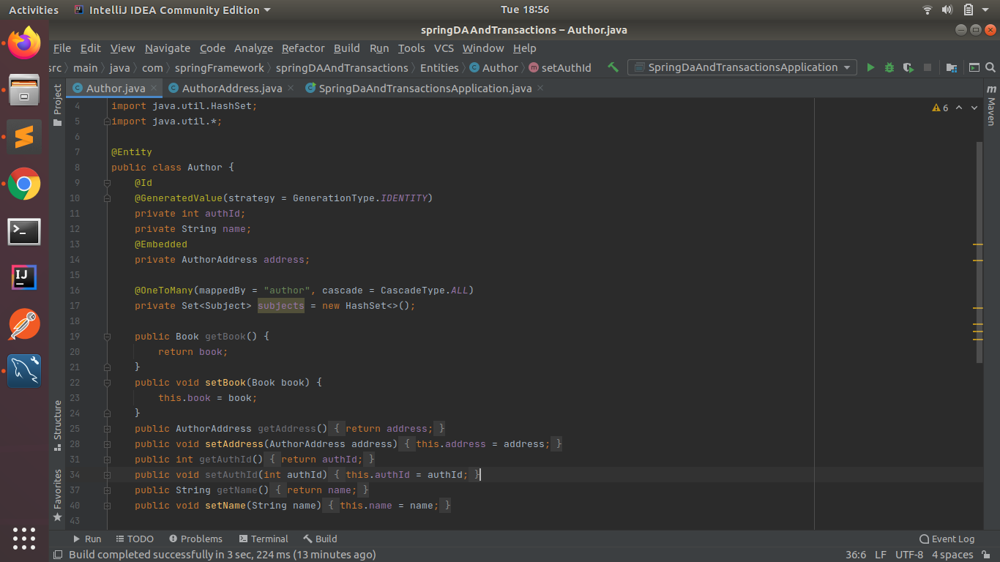 Activities IntelliJ IDEA Community Edition Tue 18:56
springDAAndTransactions – Author.java
File Edit View Navigate Code Analyze Refactor Build Run Tools VCS Window Help
src main java com springFramework springDAAndTransactions Entities Author setAuthId SpringDaAndTransactionsApplication
Author.java AuthorAddress.java SpringDaAndTransactionsApplication.java
Project
Structure
Favorites
Maven
6
4 import java.util.HashSet;
5 import java.util.*;
6
7 @Entity
8 public class Author {
9 @Id
10 @GeneratedValue(strategy = GenerationType.IDENTITY)
11 private int authId;
12 private String name;
13 @Embedded
14 private AuthorAddress address;
15
16 @OneToMany(mappedBy = "author", cascade = CascadeType.ALL)
17 private Set<Subject> subjects = new HashSet<>();
18
19 public Book getBook() {
20 return book;
21 }
22 public void setBook(Book book) {
23 this.book = book;
24 }
25 public AuthorAddress getAddress() { return address; }
28 public void setAddress(AuthorAddress address) { this.address = address; }
31 public int getAuthId() { return authId; }
34 public void setAuthId(int authId) { this.authId = authId; }
37 public String getName() { return name; }
40 public void setName(String name) { this.name = name; }
43
Run TODO Problems Terminal Build Event Log
Build completed successfully in 3 sec, 224 ms (13 minutes ago) 36:6 LF UTF-8 4 spaces